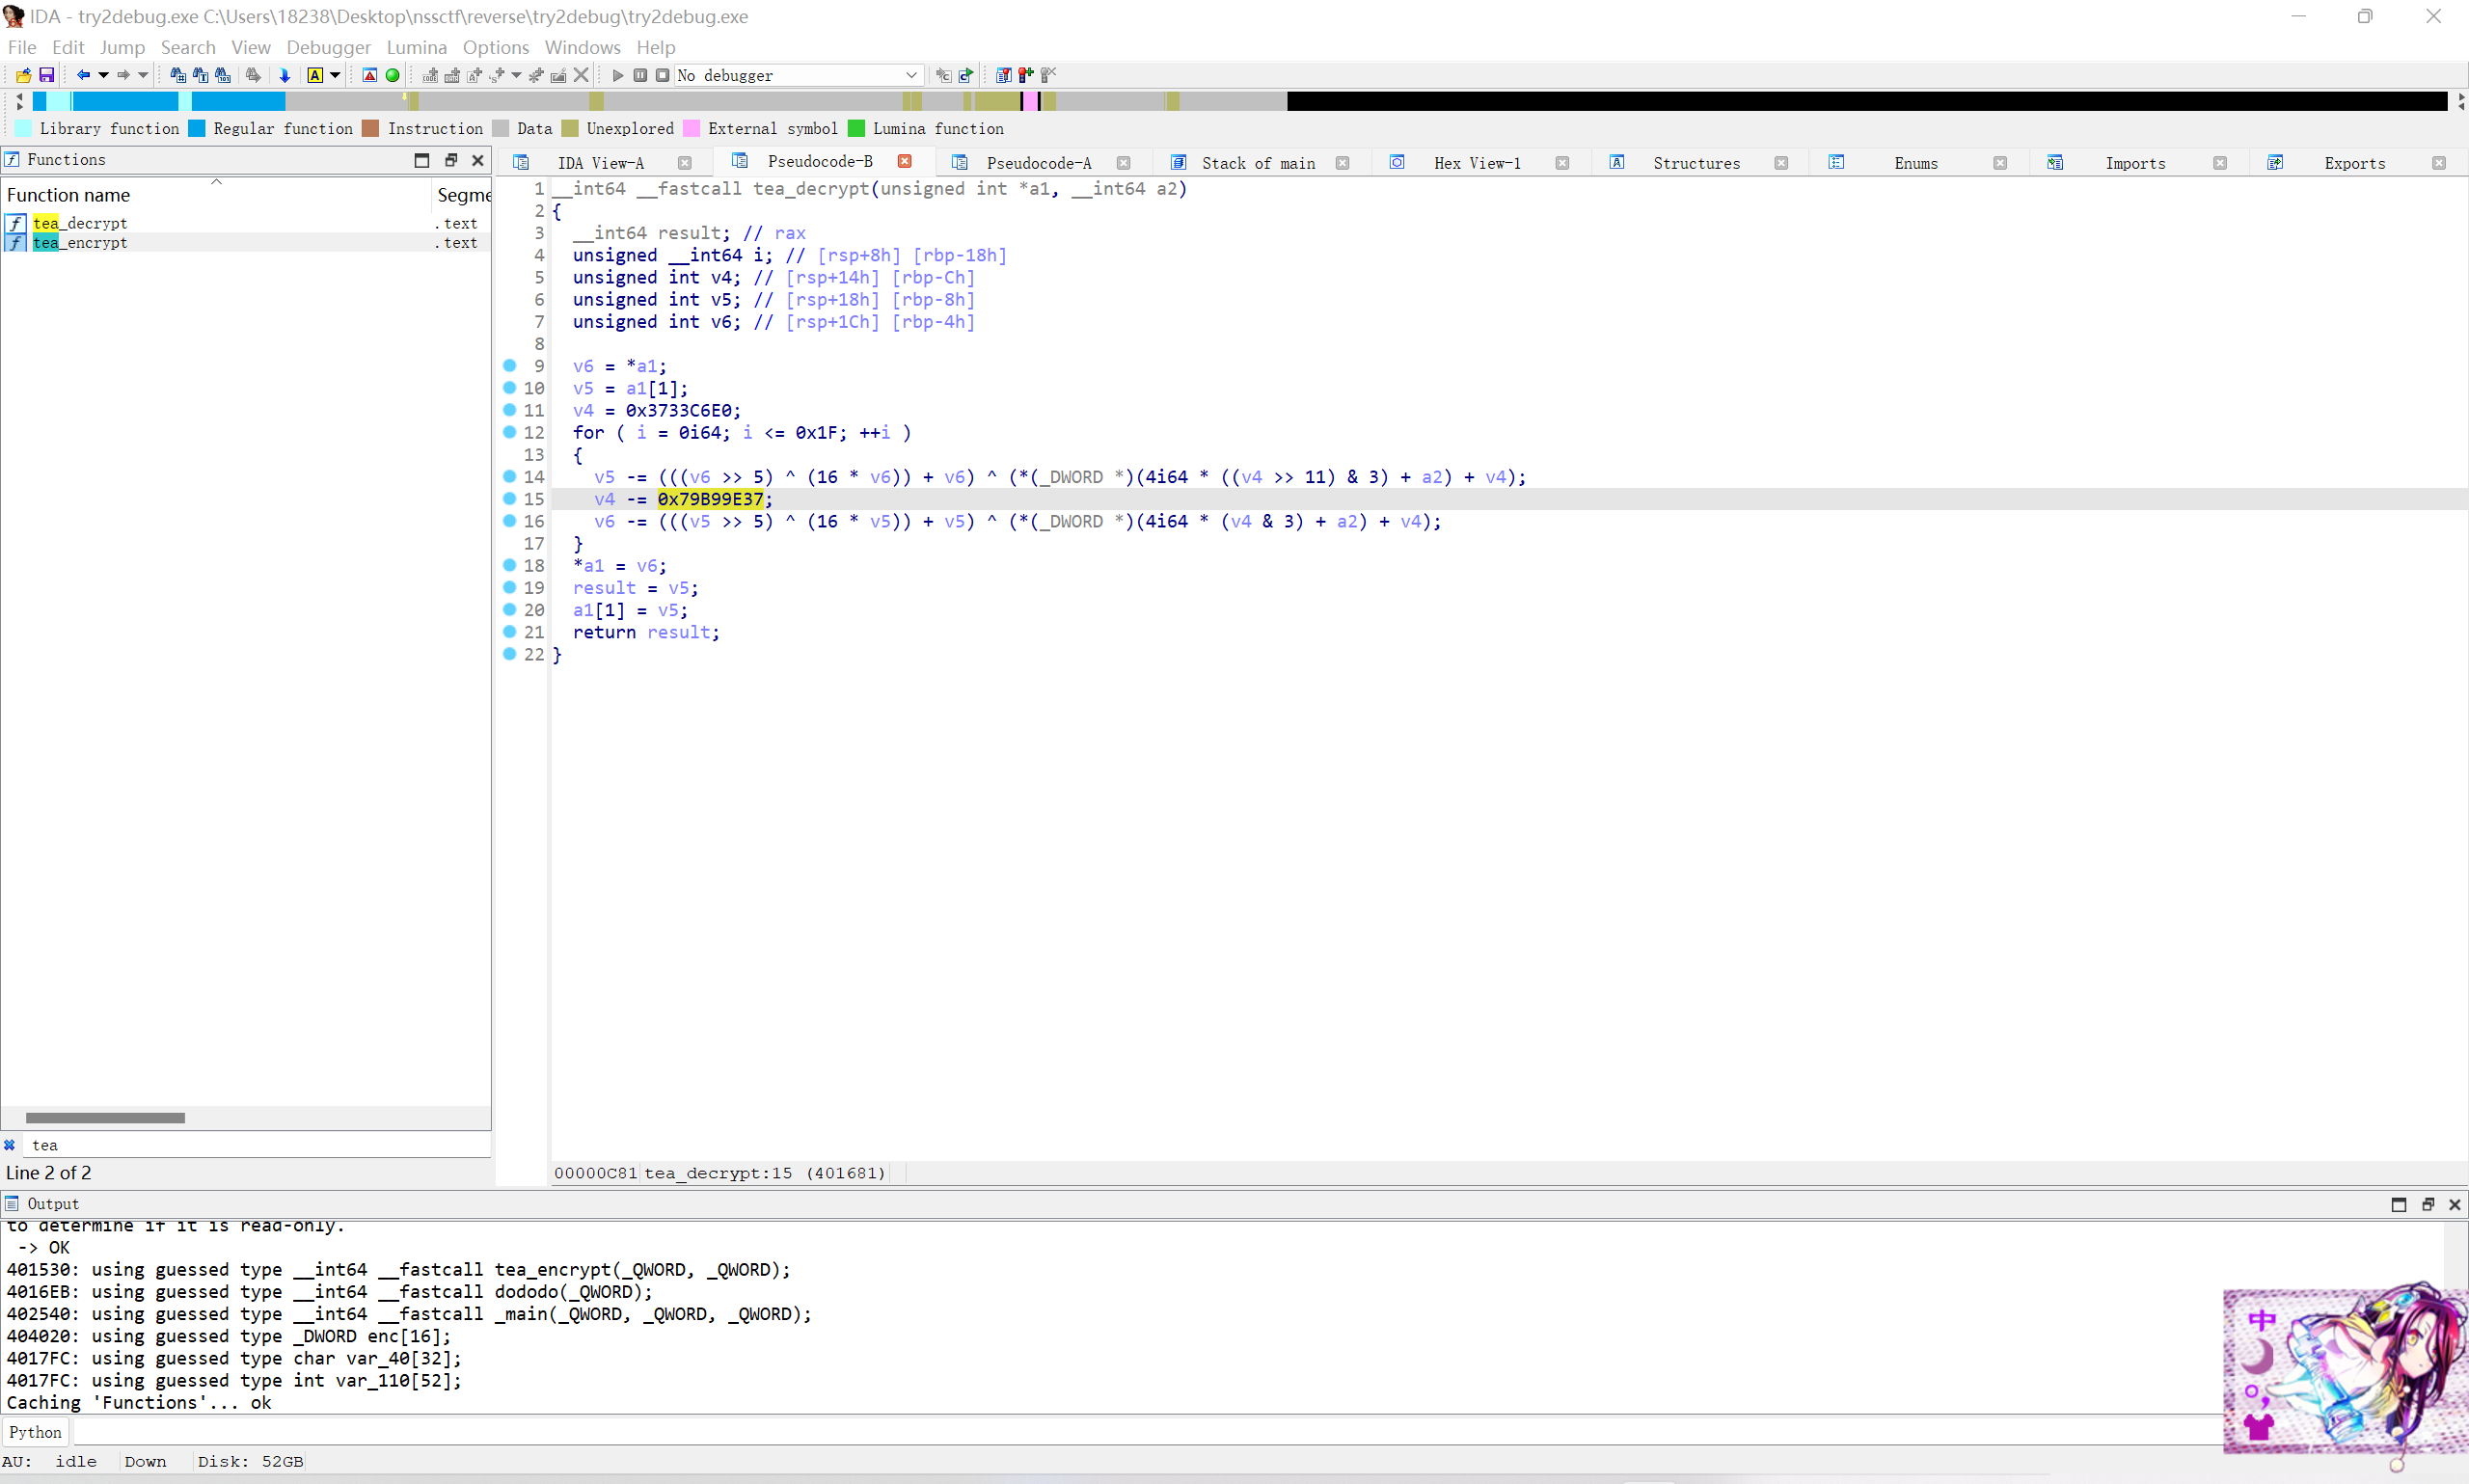 IDA - try2debug.exe C:\Users\18238\Desktop\nssctf\reverse\try2debug\try2debug.exe
File Edit Jump Search View Debugger Lumina Options Windows Help
No debugger
Library function Regular function Instruction Data Unexplored External symbol Lumina function
Functions
IDA View-A Pseudocode-B Pseudocode-A Stack of main Hex View-1 Structures Enums Imports Exports
Function name Segme
tea_decrypt .text
tea_encrypt .text
1 __int64 __fastcall tea_decrypt(unsigned int *a1, __int64 a2)
2 {
3 __int64 result; // rax
4 unsigned __int64 i; // [rsp+8h] [rbp-18h]
5 unsigned int v4; // [rsp+14h] [rbp-Ch]
6 unsigned int v5; // [rsp+18h] [rbp-8h]
7 unsigned int v6; // [rsp+1Ch] [rbp-4h]
8
9 v6 = *a1;
10 v5 = a1[1];
11 v4 = 0x3733C6E0;
12 for ( i = 0i64; i <= 0x1F; ++i )
13 {
14 v5 -= (((v6 >> 5) ^ (16 * v6)) + v6) ^ (*(_DWORD *)(4i64 * ((v4 >> 11) & 3) + a2) + v4);
15 v4 -= 0x79B99E37;
16 v6 -= (((v5 >> 5) ^ (16 * v5)) + v5) ^ (*(_DWORD *)(4i64 * (v4 & 3) + a2) + v4);
17 }
18 *a1 = v6;
19 result = v5;
20 a1[1] = v5;
21 return result;
22 }
tea
Line 2 of 2
00000C81 tea_decrypt:15 (401681)
Output
to determine if it is read-only.
-> OK
401530: using guessed type __int64 __fastcall tea_encrypt(_QWORD, _QWORD);
4016EB: using guessed type __int64 __fastcall dododo(_QWORD);
402540: using guessed type __int64 __fastcall _main(_QWORD, _QWORD, _QWORD);
404020: using guessed type _DWORD enc[16];
4017FC: using guessed type char var_40[32];
4017FC: using guessed type int var_110[52];
Caching 'Functions'... ok
Python
AU: idle Down Disk: 52GB
中